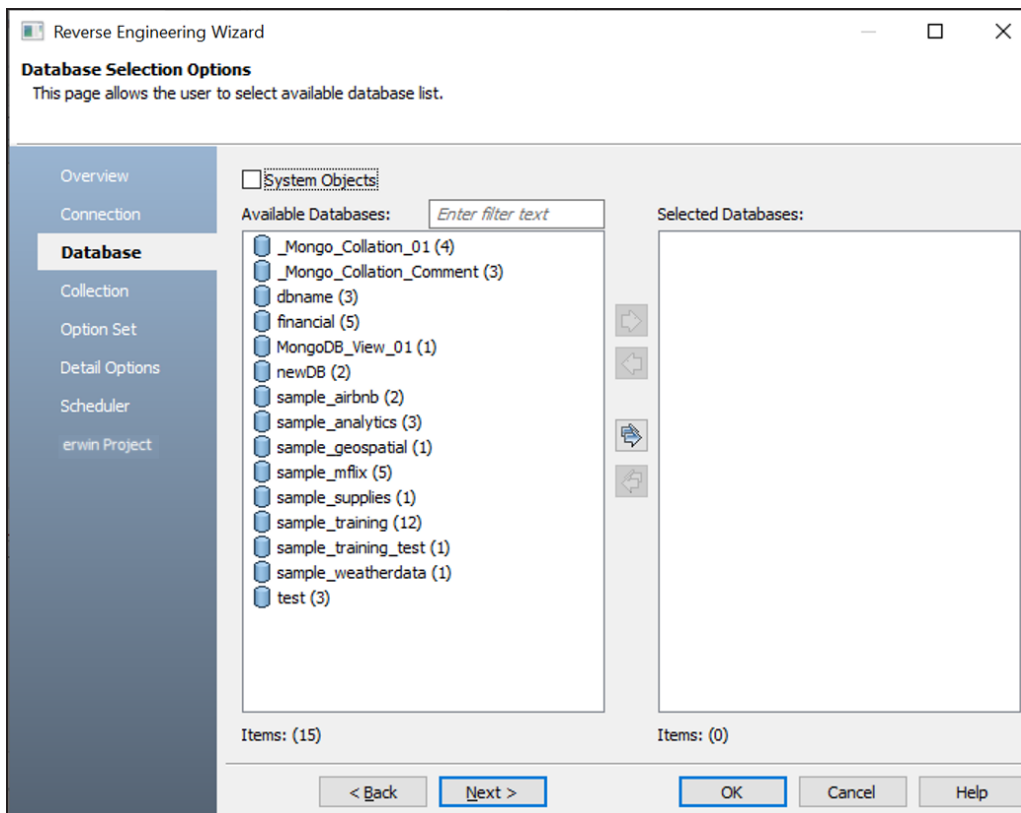 Reverse Engineering Wizard
Database Selection Options
This page allows the user to select available database list.
Overview
Connection
Database
Collection
Option Set
Detail Options
Scheduler
erwin Project
System Objects
Available Databases:
Enter filter text
_Mongo_Collation_01 (4)
_Mongo_Collation_Comment (3)
dbname (3)
financial (5)
MongoDB_View_01 (1)
newDB (2)
sample_airbnb (2)
sample_analytics (3)
sample_geospatial (1)
sample_mflix (5)
sample_supplies (1)
sample_training (12)
sample_training_test (1)
sample_weatherdata (1)
test (3)
Items: (15)
Selected Databases:
Items: (0)
< Back
Next >
OK
Cancel
Help